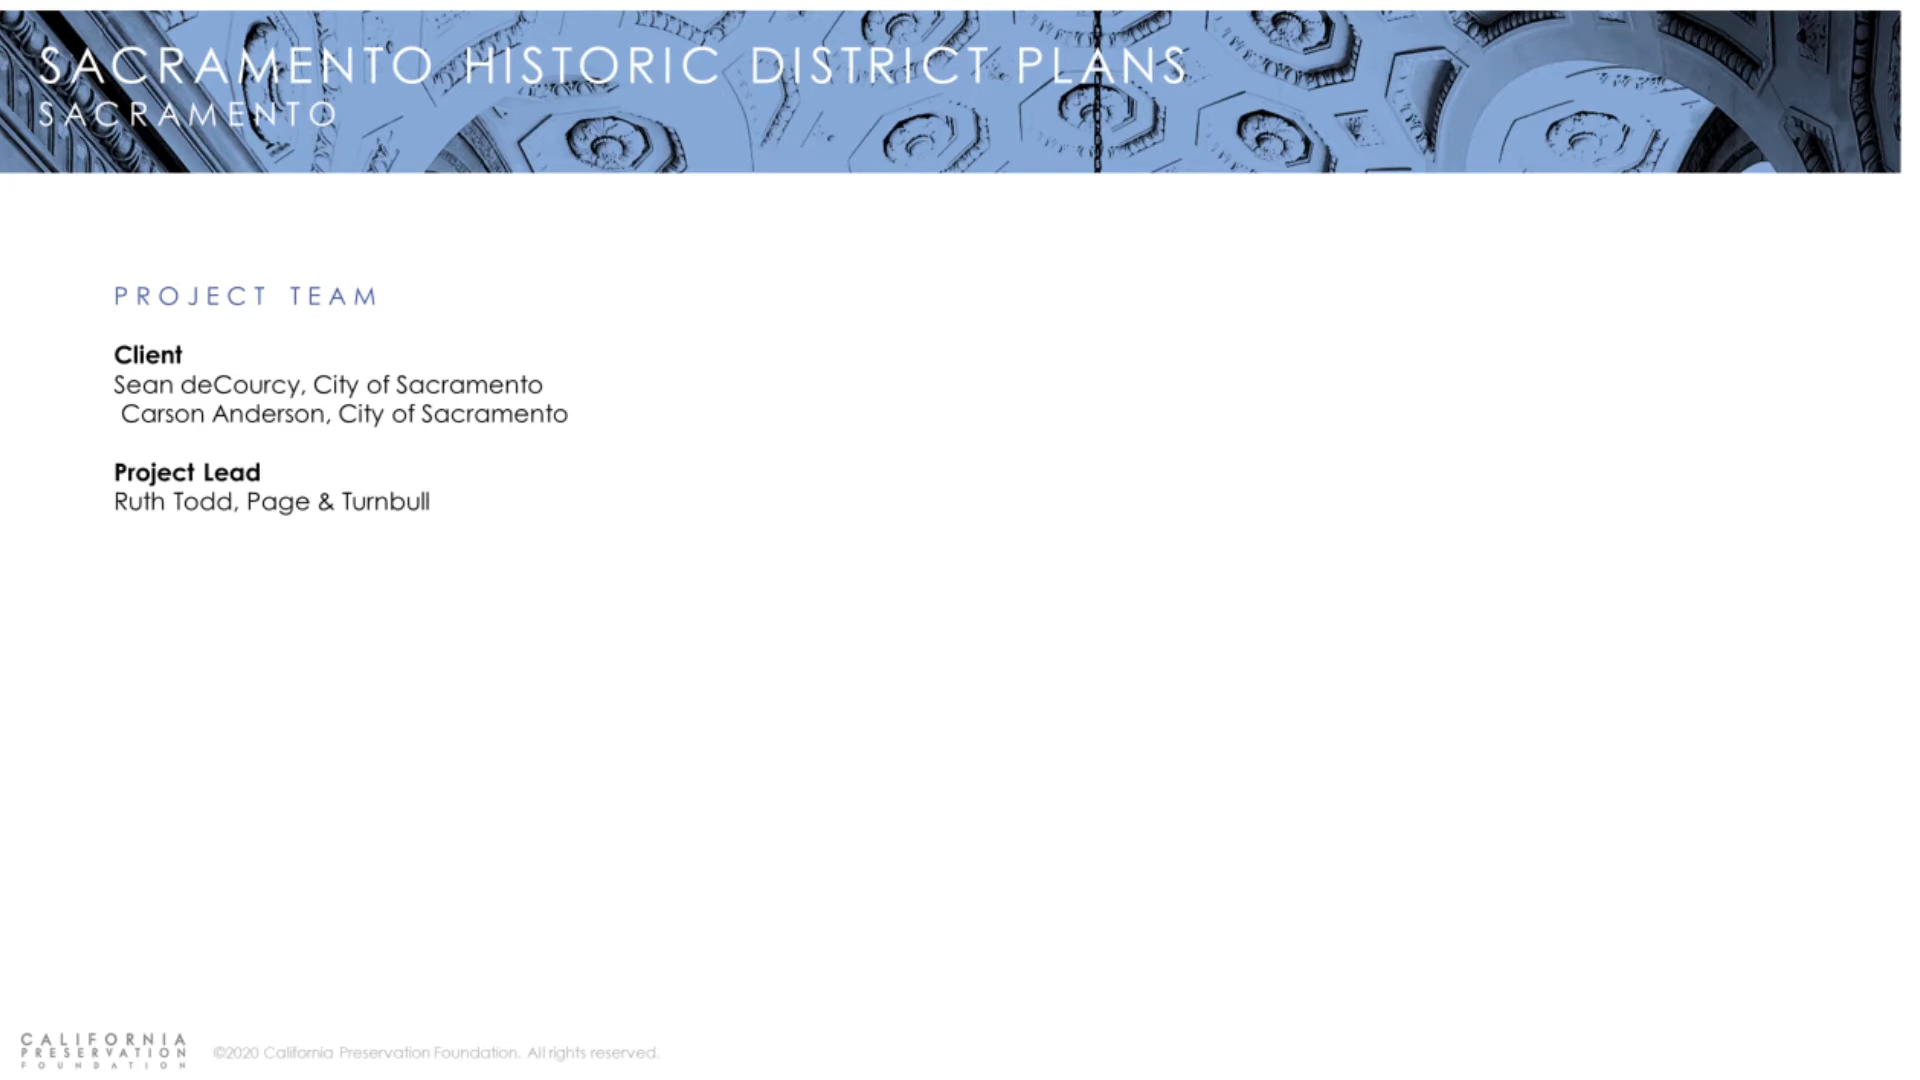 SACRAMENTO HISTORIC DISTRICT PLANS
SACRAMENTO
PROJECT TEAM
Client
Sean deCourcy, City of Sacramento
Carson Anderson, City of Sacramento
Project Lead
Ruth Todd, Page & Turnbull
CALIFORNIA
PRESERVATION
FOUNDATION
©2020 California Preservation Foundation. All rights reserved.